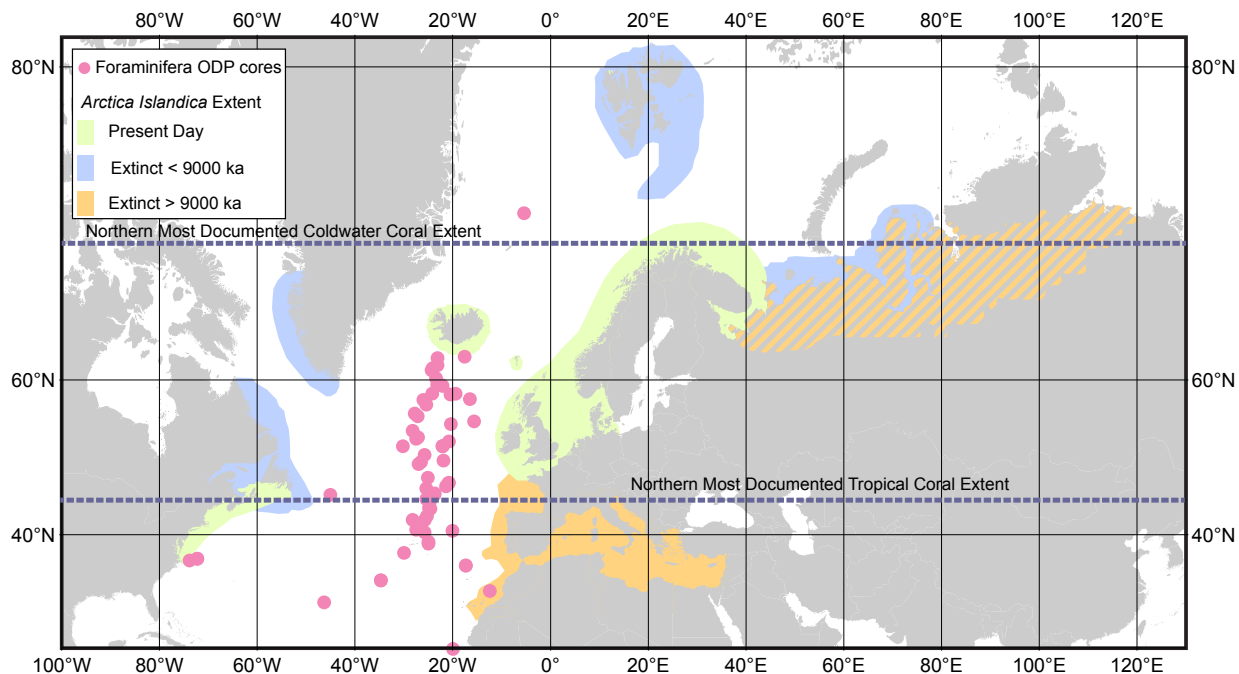 80°W 60°W 40°W 20°W 0° 20°E 40°E 60°E 80°E 100°E 120°E
80°N 80°N
Foraminifera ODP cores
Arctica Islandica Extent
Present Day
Extinct < 9000 ka
Extinct > 9000 ka
Northern Most Documented Coldwater Coral Extent
60°N 60°N
Northern Most Documented Tropical Coral Extent
40°N 40°N
100°W 80°W 60°W 40°W 20°W 0° 20°E 40°E 60°E 80°E 100°E 120°E